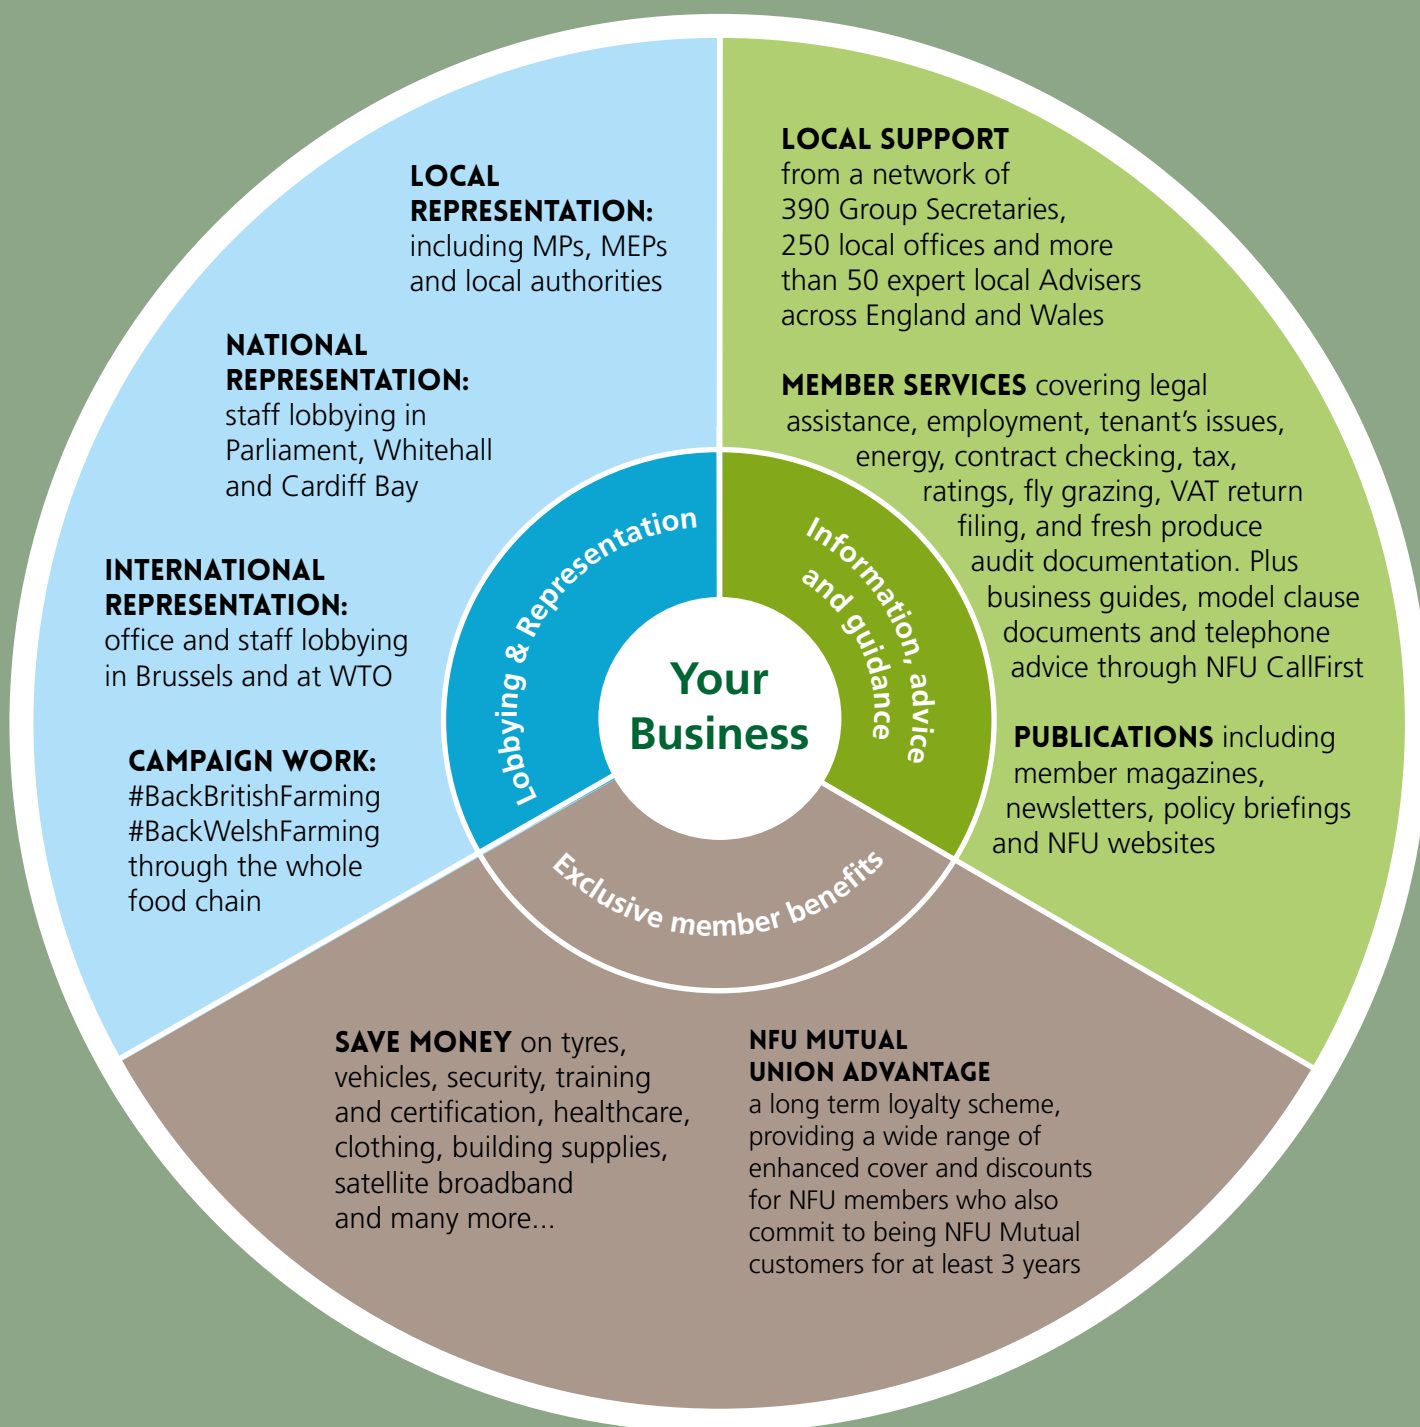 LOCAL
REPRESENTATION:
including MPs, MEPs
and local authorities
NATIONAL
REPRESENTATION:
staff lobbying in
Parliament, Whitehall
and Cardiff Bay
INTERNATIONAL
REPRESENTATION:
office and staff lobbying
in Brussels and at WTO
CAMPAIGN WORK:
#BackBritishFarming
#BackWelshFarming
through the whole
food chain
LOCAL SUPPORT
from a network of
390 Group Secretaries,
250 local offices and more
than 50 expert local Advisers
across England and Wales
MEMBER SERVICES covering legal
assistance, employment, tenant’s issues,
energy, contract checking, tax,
ratings, fly grazing, VAT return
filing, and fresh produce
audit documentation. Plus
business guides, model clause
documents and telephone
advice through NFU CallFirst
PUBLICATIONS including
member magazines,
newsletters, policy briefings
and NFU websites
Lobbying & Representation
Information, advice
and guidance
Your
Business
Exclusive member benefits
SAVE MONEY on tyres,
vehicles, security, training
and certification, healthcare,
clothing, building supplies,
satellite broadband
and many more...
NFU MUTUAL
UNION ADVANTAGE
a long term loyalty scheme,
providing a wide range of
enhanced cover and discounts
for NFU members who also
commit to being NFU Mutual
customers for at least 3 years